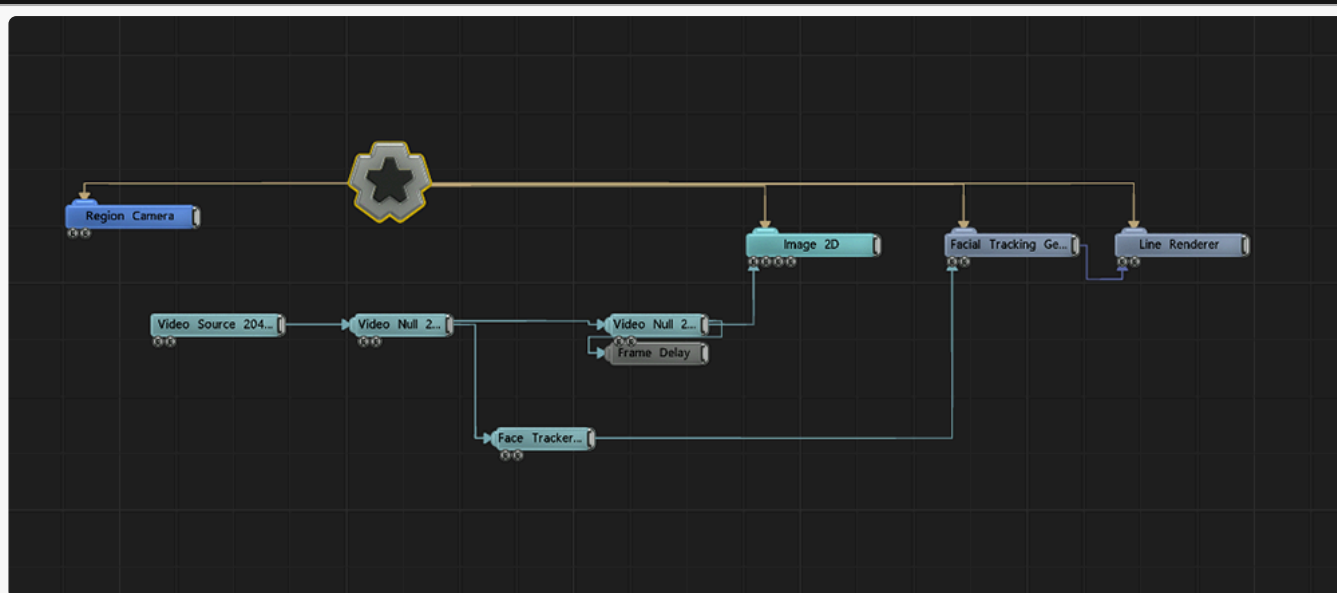 Region Camera
Image 2D
Facial Tracking Ge...
Line Renderer
Video Source 204...
Video Null 2...
Video Null 2...
Frame Delay
Face Tracker...